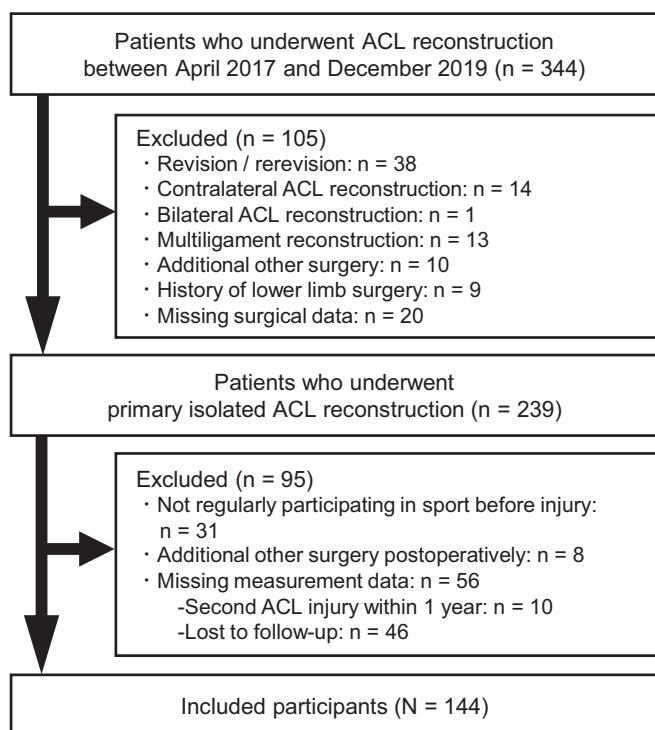 Patients who underwent ACL reconstruction
between April 2017 and December 2019 (n = 344)
Excluded (n = 105)
・Revision / rerevision: n = 38
・Contralateral ACL reconstruction: n = 14
・Bilateral ACL reconstruction: n = 1
・Multiligament reconstruction: n = 13
・Additional other surgery: n = 10
・History of lower limb surgery: n = 9
・Missing surgical data: n = 20
Patients who underwent
primary isolated ACL reconstruction (n = 239)
Excluded (n = 95)
・Not regularly participating in sport before injury:
n = 31
・Additional other surgery postoperatively: n = 8
・Missing measurement data: n = 56
-Second ACL injury within 1 year: n = 10
-Lost to follow-up: n = 46
Included participants (N = 144)